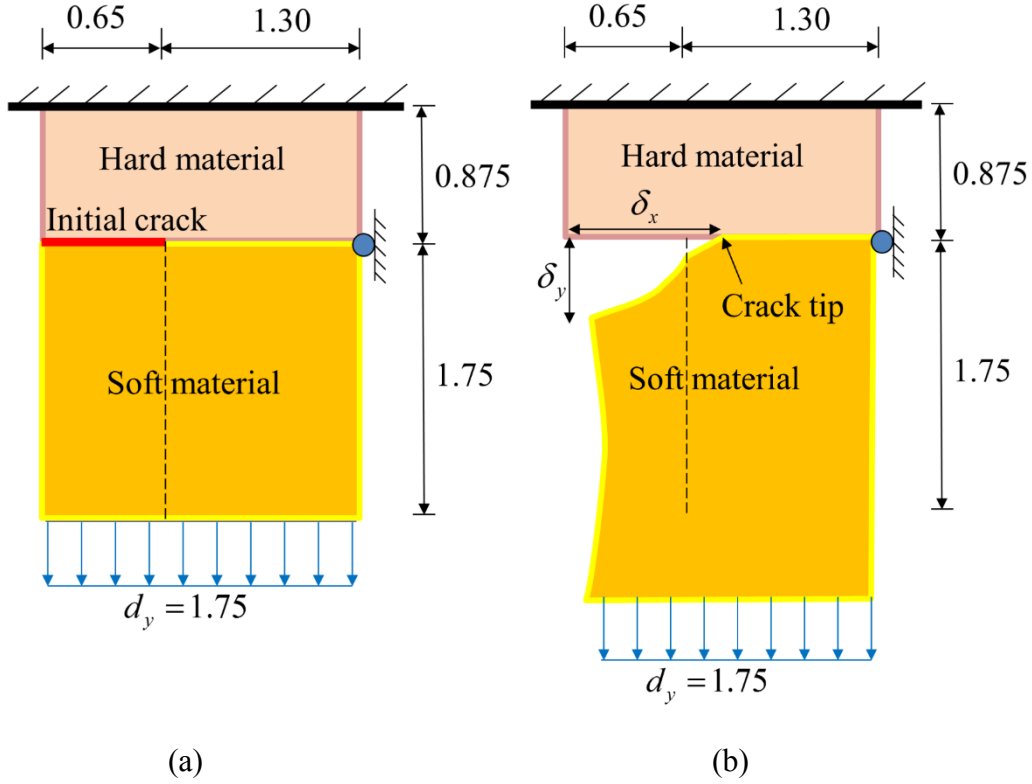 0.65 1.30
Hard material
0.875
Initial crack
Soft material
1.75
d_y = 1.75
(a)
0.65 1.30
Hard material
0.875
δ_x
δ_y
Crack tip
Soft material
1.75
d_y = 1.75
(b)